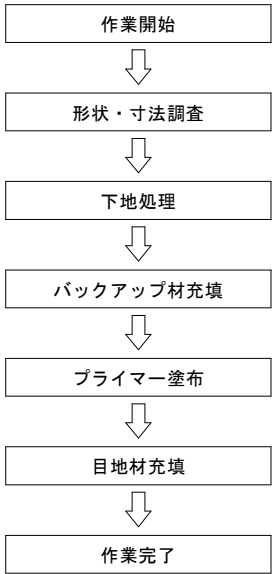 作業開始
形状・寸法調査
下地処理
バックアップ材充填
プライマー塗布
目地材充填
作業完了